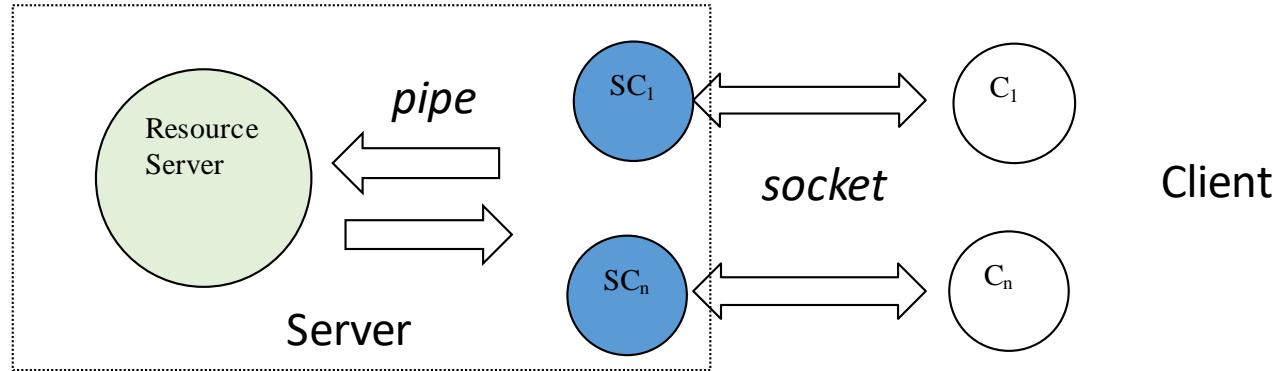 Resource
Server
pipe
SC₁
C₁
socket
Client
SCₙ
Cₙ
Server